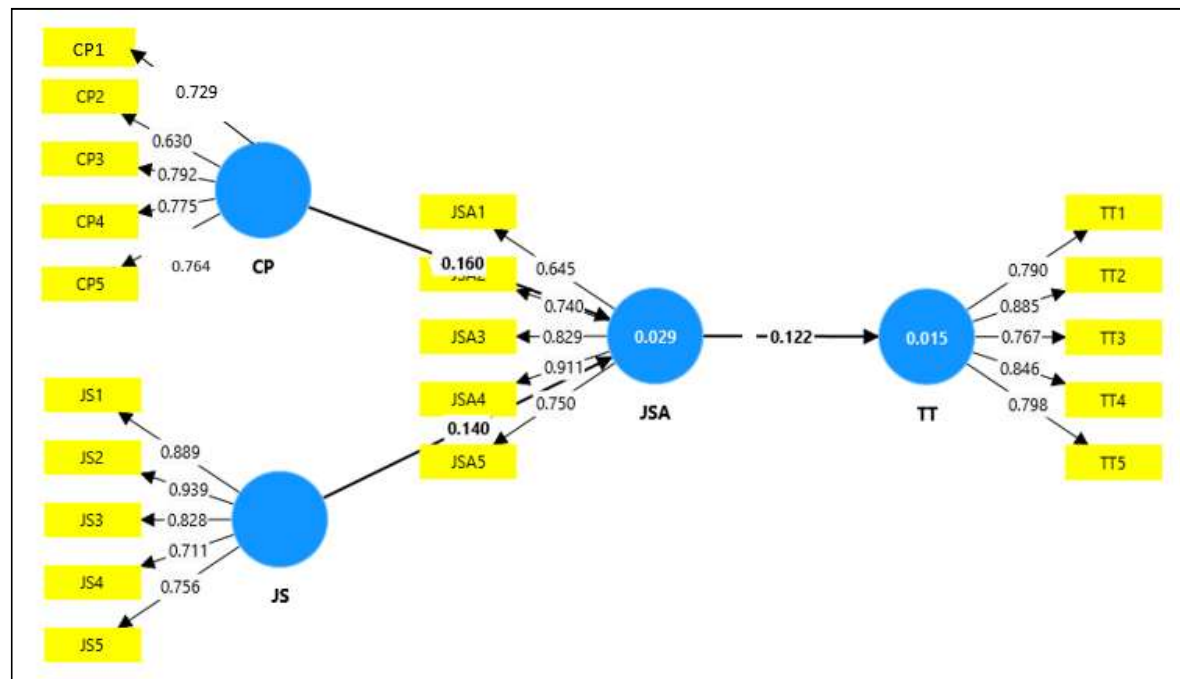 CP1
0.729
CP2
0.630
CP3
0.792
CP4
0.775
CP5
0.764
CP
0.160
JS1
0.889
JS2
0.939
JS3
0.828
JS4
0.711
JS5
0.756
JS
0.140
JSA1
0.645
JSA2
0.740
JSA3
0.829
JSA4
0.911
JSA5
0.750
0.029
JSA
-0.122
0.015
TT
TT1
0.790
TT2
0.885
TT3
0.767
TT4
0.846
TT5
0.798